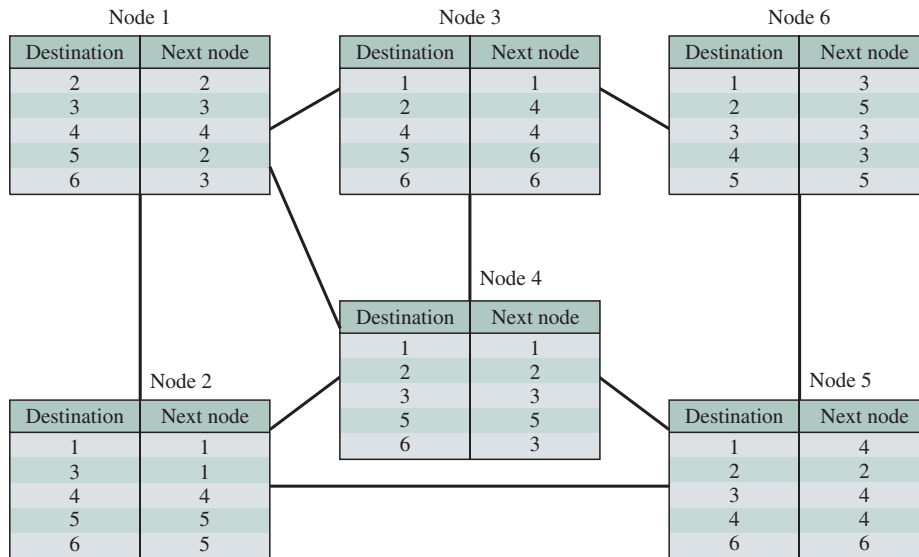 Node 1
Destination Next node
2 2
3 3
4 4
5 2
6 3
Node 3
Destination Next node
1 1
2 4
4 4
5 6
6 6
Node 6
Destination Next node
1 3
2 5
3 3
4 3
5 5
Node 4
Destination Next node
1 1
2 2
3 3
5 5
6 3
Node 2
Destination Next node
1 1
3 1
4 4
5 5
6 5
Node 5
Destination Next node
1 4
2 2
3 4
4 4
6 6